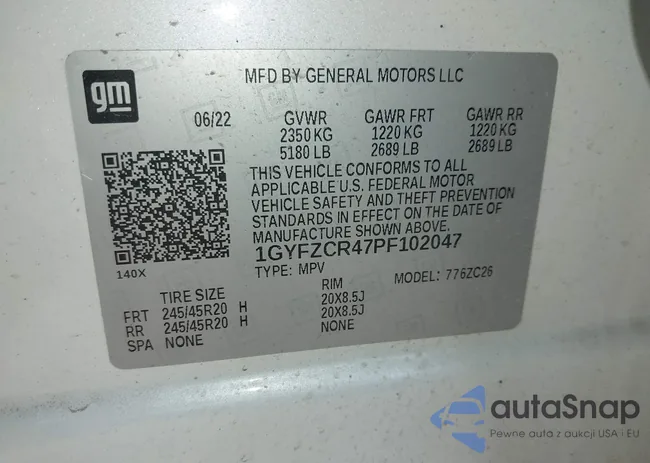 gm
MFD BY GENERAL MOTORS LLC
06/22 GVWR GAWR FRT GAWR RR
2350 KG 1220 KG 1220 KG
5180 LB 2689 LB 2689 LB
THIS VEHICLE CONFORMS TO ALL
APPLICABLE U.S. FEDERAL MOTOR
VEHICLE SAFETY AND THEFT PREVENTION
STANDARDS IN EFFECT ON THE DATE OF
MANUFACTURE SHOWN ABOVE.
1GYFZCR47PF102047
140X TYPE: MPV MODEL: 776ZC26
TIRE SIZE RIM
FRT 245/45R20 H 20X8.5J
RR 245/45R20 H 20X8.5J
SPA NONE NONE
autaSnap
Pewne auta z aukcji USA i EU